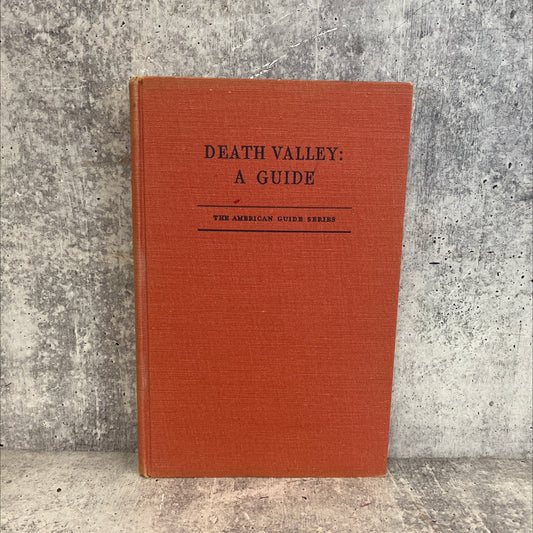 DEATH VALLEY:
A GUIDE
THE AMERICAN GUIDE SERIES